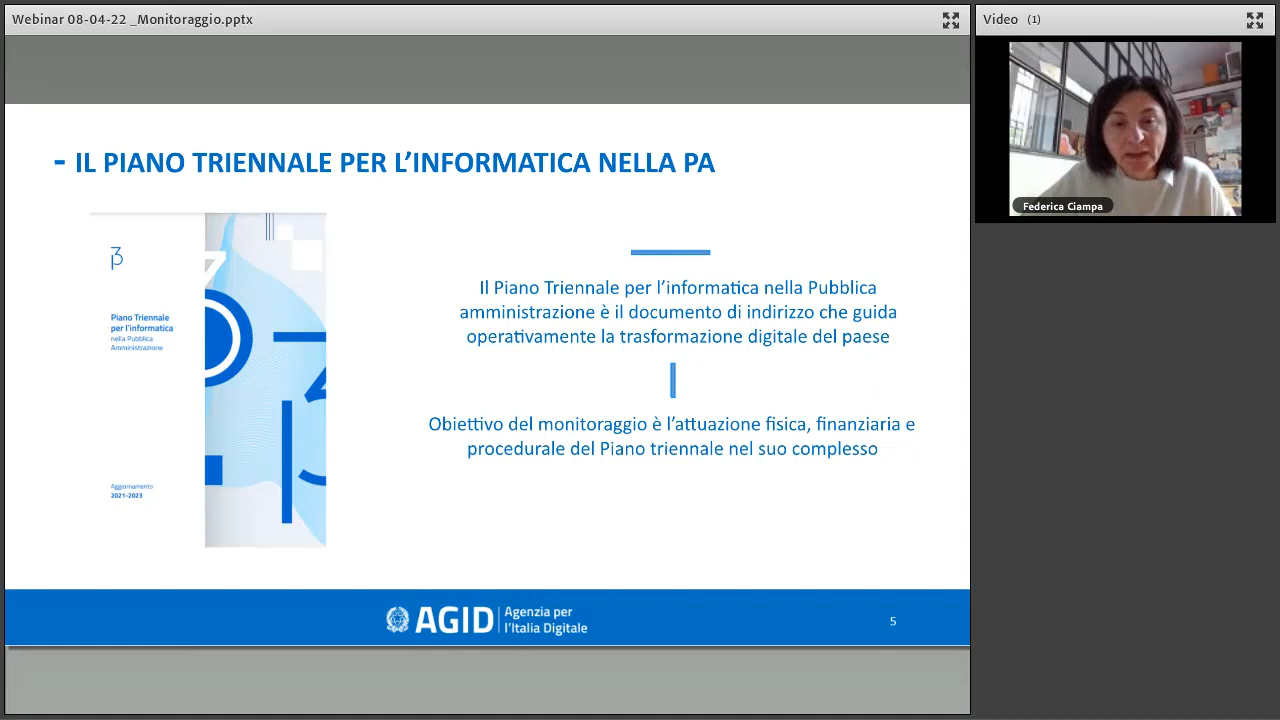 Webinar 08-04-22 _Monitoraggio.pptx
Video (1)
Federica Ciampa
- IL PIANO TRIENNALE PER L’INFORMATICA NELLA PA
Piano Triennale
per l'informatica
nella Pubblica
Amministrazione
Aggiornamento
2021-2023
Il Piano Triennale per l’informatica nella Pubblica
amministrazione è il documento di indirizzo che guida
operativamente la trasformazione digitale del paese
Obiettivo del monitoraggio è l’attuazione fisica, finanziaria e
procedurale del Piano triennale nel suo complesso
AGID
Agenzia per
l’Italia Digitale
5